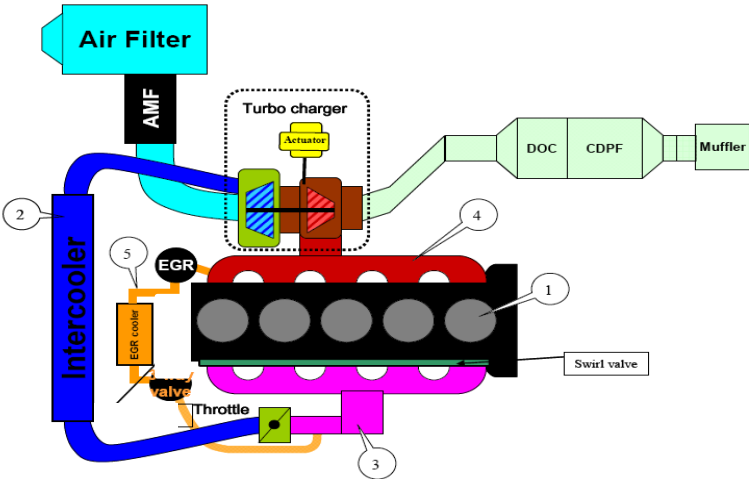 Air Filter
AMF
Turbo charger
Actuator
DOC
CDPF
Muffler
2
4
5
EGR
1
Intercooler
EGR cooler
Swirl valve
valve
Throttle
3